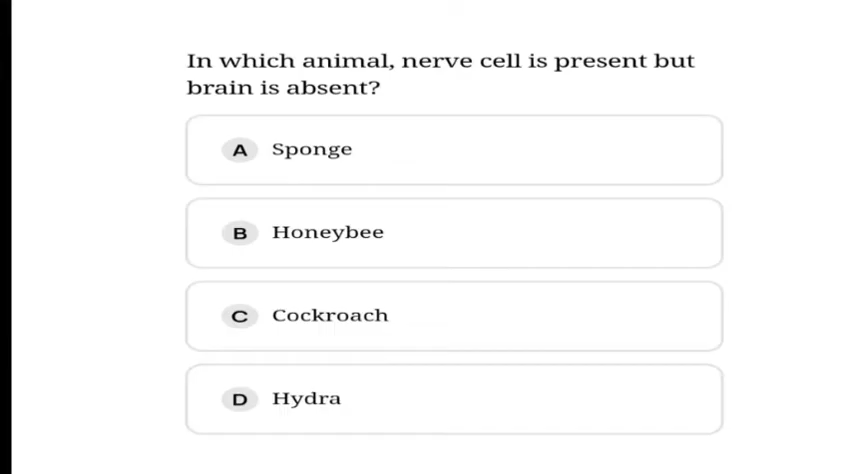 In which animal, nerve cell is present but
brain is absent?
A Sponge
B Honeybee
C Cockroach
D Hydra